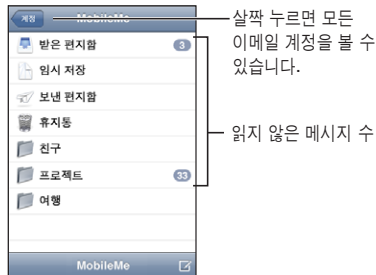 계정
MobileMe
받은 편지함 3
임시 저장
보낸 편지함
휴지통
친구
프로젝트 33
여행
MobileMe
살짝 누르면 모든
이메일 계정을 볼 수
있습니다.
읽지 않은 메시지 수